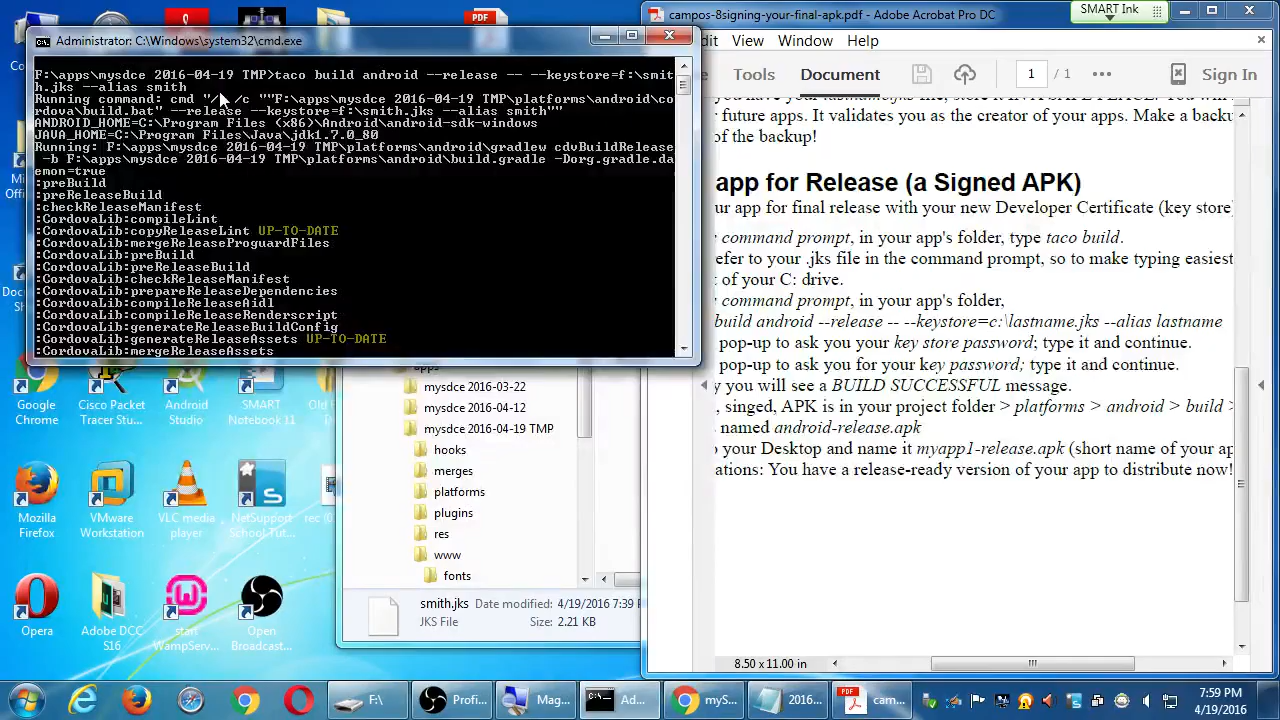 Administrator: C:\Windows\system32\cmd.exe
F:\apps\mysdce 2016-04-19 TMP>taco build android --release -- --keystore=f:\smit
h.jks --alias smith
Running command: cmd "/s /c ""F:\apps\mysdce 2016-04-19 TMP\platforms\android\co
rdova\build.bat" --release --keystore=f:\smith.jks --alias smith""
ANDROID_HOME=C:\Program Files (x86)\Android\android-sdk-windows
JAVA_HOME=C:\Program Files\Java\jdk1.7.0_80
Running: F:\apps\mysdce 2016-04-19 TMP\platforms\android\gradlew cdvBuildRelease
-b F:\apps\mysdce 2016-04-19 TMP\platforms\android\build.gradle -Dorg.gradle.da
emon=true
:preBuild
:preReleaseBuild
:checkReleaseManifest
:CordovaLib:compileLint
:CordovaLib:copyReleaseLint UP-TO-DATE
:CordovaLib:mergeReleaseProguardFiles
:CordovaLib:preBuild
:CordovaLib:preReleaseBuild
:CordovaLib:checkReleaseManifest
:CordovaLib:prepareReleaseDependencies
:CordovaLib:compileReleaseAidl
:CordovaLib:compileReleaseRenderscript
:CordovaLib:generateReleaseBuildConfig
:CordovaLib:generateReleaseAssets UP-TO-DATE
:CordovaLib:mergeReleaseAssets
campos-8signing-your-final-apk.pdf - Adobe Acrobat Pro DC
SMART Ink
dit View Window Help
Tools Document 1 / 1 Sign In
future apps. It validates you as the creator of your apps. Make a backu
of the backup!
app for Release (a Signed APK)
ur app for final release with your new Developer Certificate (key store)
y command prompt, in your app's folder, type taco build.
efer to your .jks file in the command prompt, so to make typing easiest
t of your C: drive.
y command prompt, in your app's folder,
build android --release -- --keystore=c:\lastname.jks --alias lastname
pop-up to ask you your key store password; type it and continue.
pop-up to ask you for your key password; type it and continue.
y you will see a BUILD SUCCESSFUL message.
, singed, APK is in your project folder > platforms > android > build >
named android-release.apk
o your Desktop and name it myapp1-release.apk (short name of your ap
ations: You have a release-ready version of your app to distribute now!
8.50 x 11.00 in
apps
mysdce 2016-03-22
mysdce 2016-04-12
mysdce 2016-04-19 TMP
hooks
merges
platforms
plugins
res
www
fonts
smith.jks Date modified: 4/19/2016 7:39
JKS File Size: 2.21 KB
Google Chrome
Cisco Packet Tracer Stu...
Android Studio
SMART Notebook 11
Mozilla Firefox
VMware Workstation
VLC media player
NetSupport School Tut...
rec (0
Opera
Adobe DCC S16
start WampServ...
Open Broadcast...
F:\ Profi... Mag... Ad... myS... 2016... cam...
7:59 PM
4/19/2016